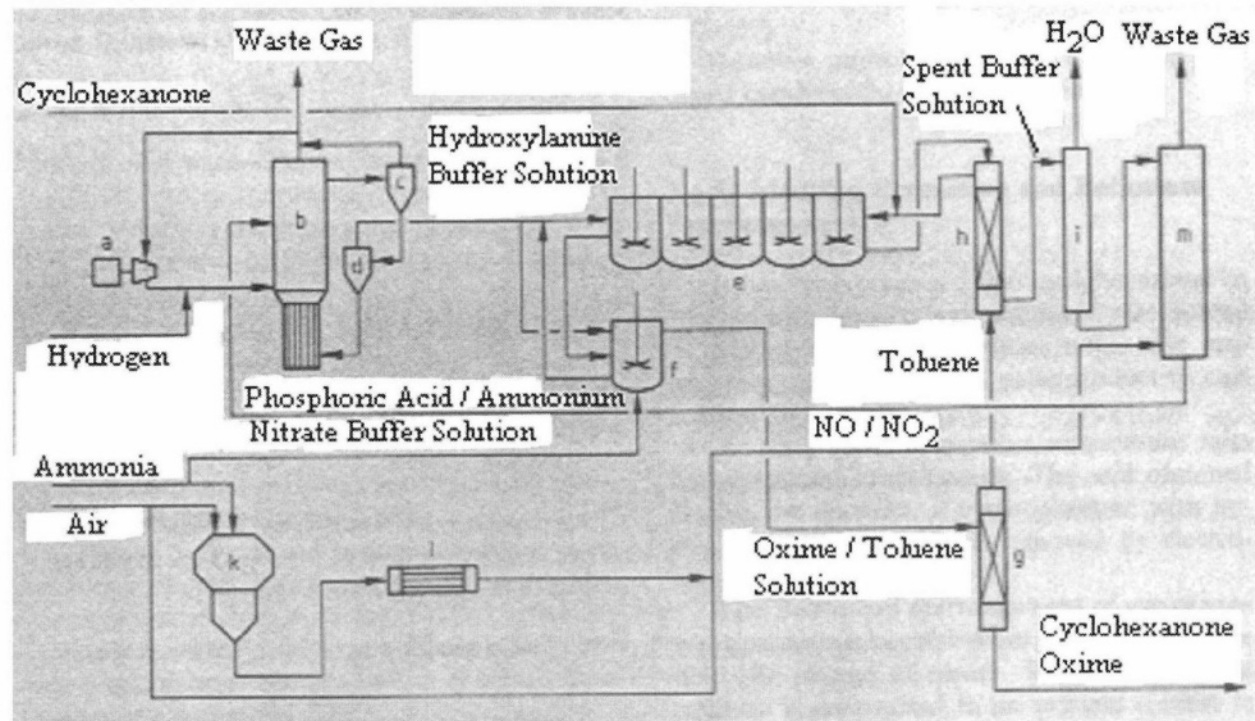 Waste Gas
H2O
Waste Gas
Cyclohexanone
Spent Buffer
Solution
Hydroxylamine
Buffer Solution
a
b
c
d
e
f
h
i
m
Hydrogen
Toluene
Phosphoric Acid / Ammonium
Nitrate Buffer Solution
NO / NO2
Ammonia
Air
k
j
Oxime / Toluene
Solution
g
Cyclohexanone
Oxime